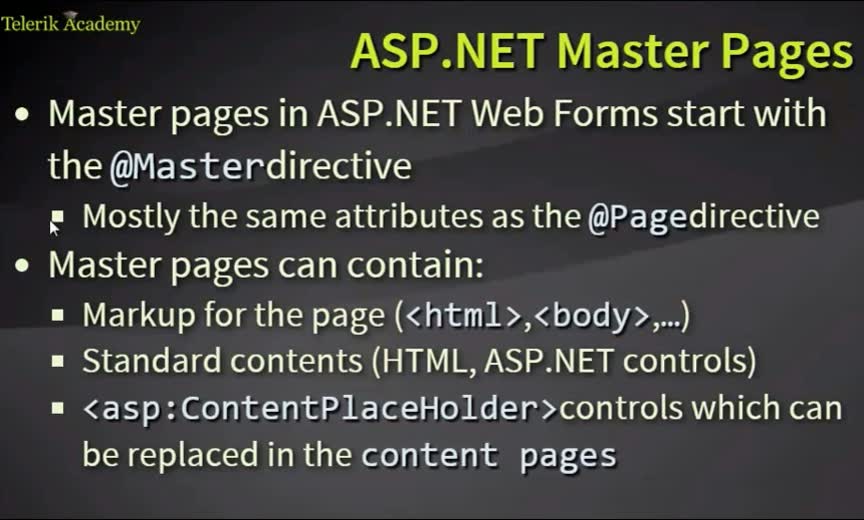 Telerik Academy
ASP.NET Master Pages
• Master pages in ASP.NET Web Forms start with
the @Masterdirective
▪ Mostly the same attributes as the @Pagedirective
• Master pages can contain:
▪ Markup for the page (<html>,<body>,…)
▪ Standard contents (HTML, ASP.NET controls)
▪ <asp:ContentPlaceHolder>controls which can
be replaced in the content pages